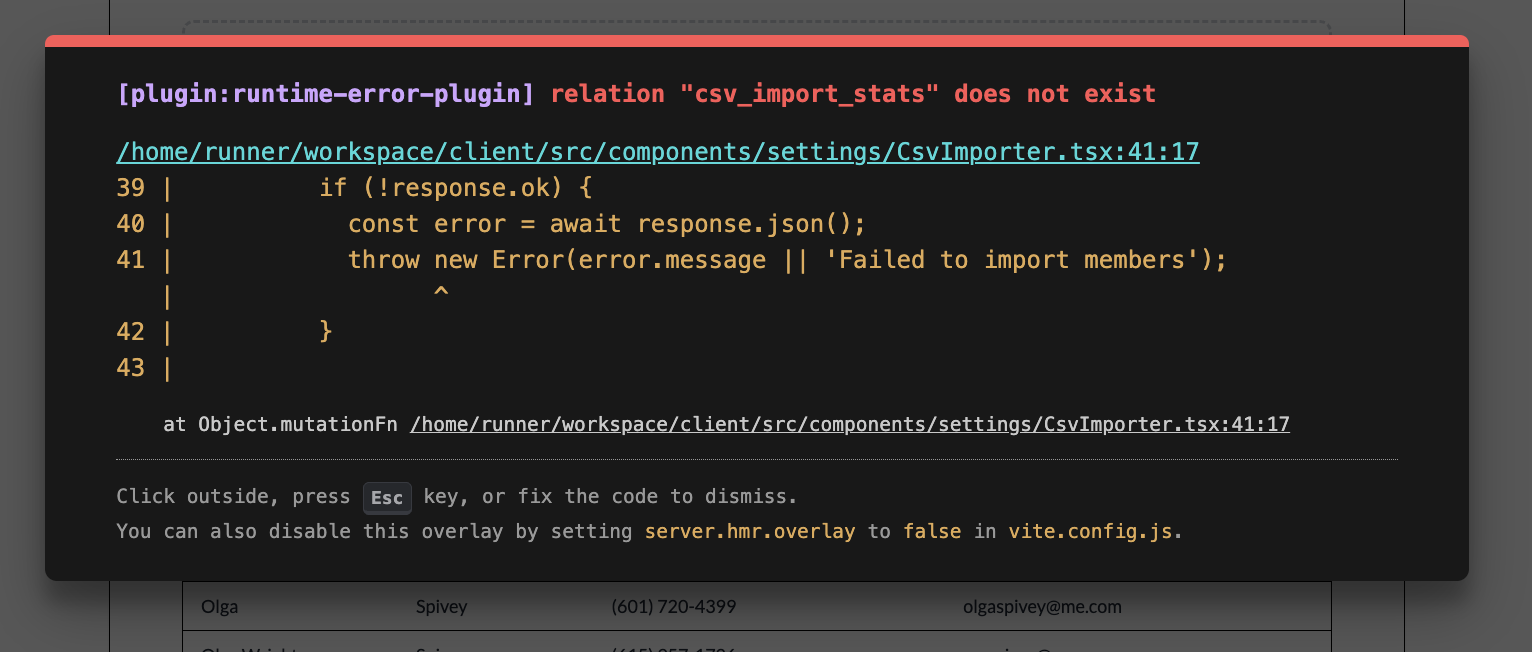 [plugin:runtime-error-plugin] relation "csv_import_stats" does not exist
/home/runner/workspace/client/src/components/settings/CsvImporter.tsx:41:17
39 |          if (!response.ok) {
40 |            const error = await response.json();
41 |            throw new Error(error.message || 'Failed to import members');
   |                  ^
42 |          }
43 |
at Object.mutationFn /home/runner/workspace/client/src/components/settings/CsvImporter.tsx:41:17
Click outside, press Esc key, or fix the code to dismiss.
You can also disable this overlay by setting server.hmr.overlay to false in vite.config.js.
Olga Spivey (601) 720-4399 olgaspivey@me.com